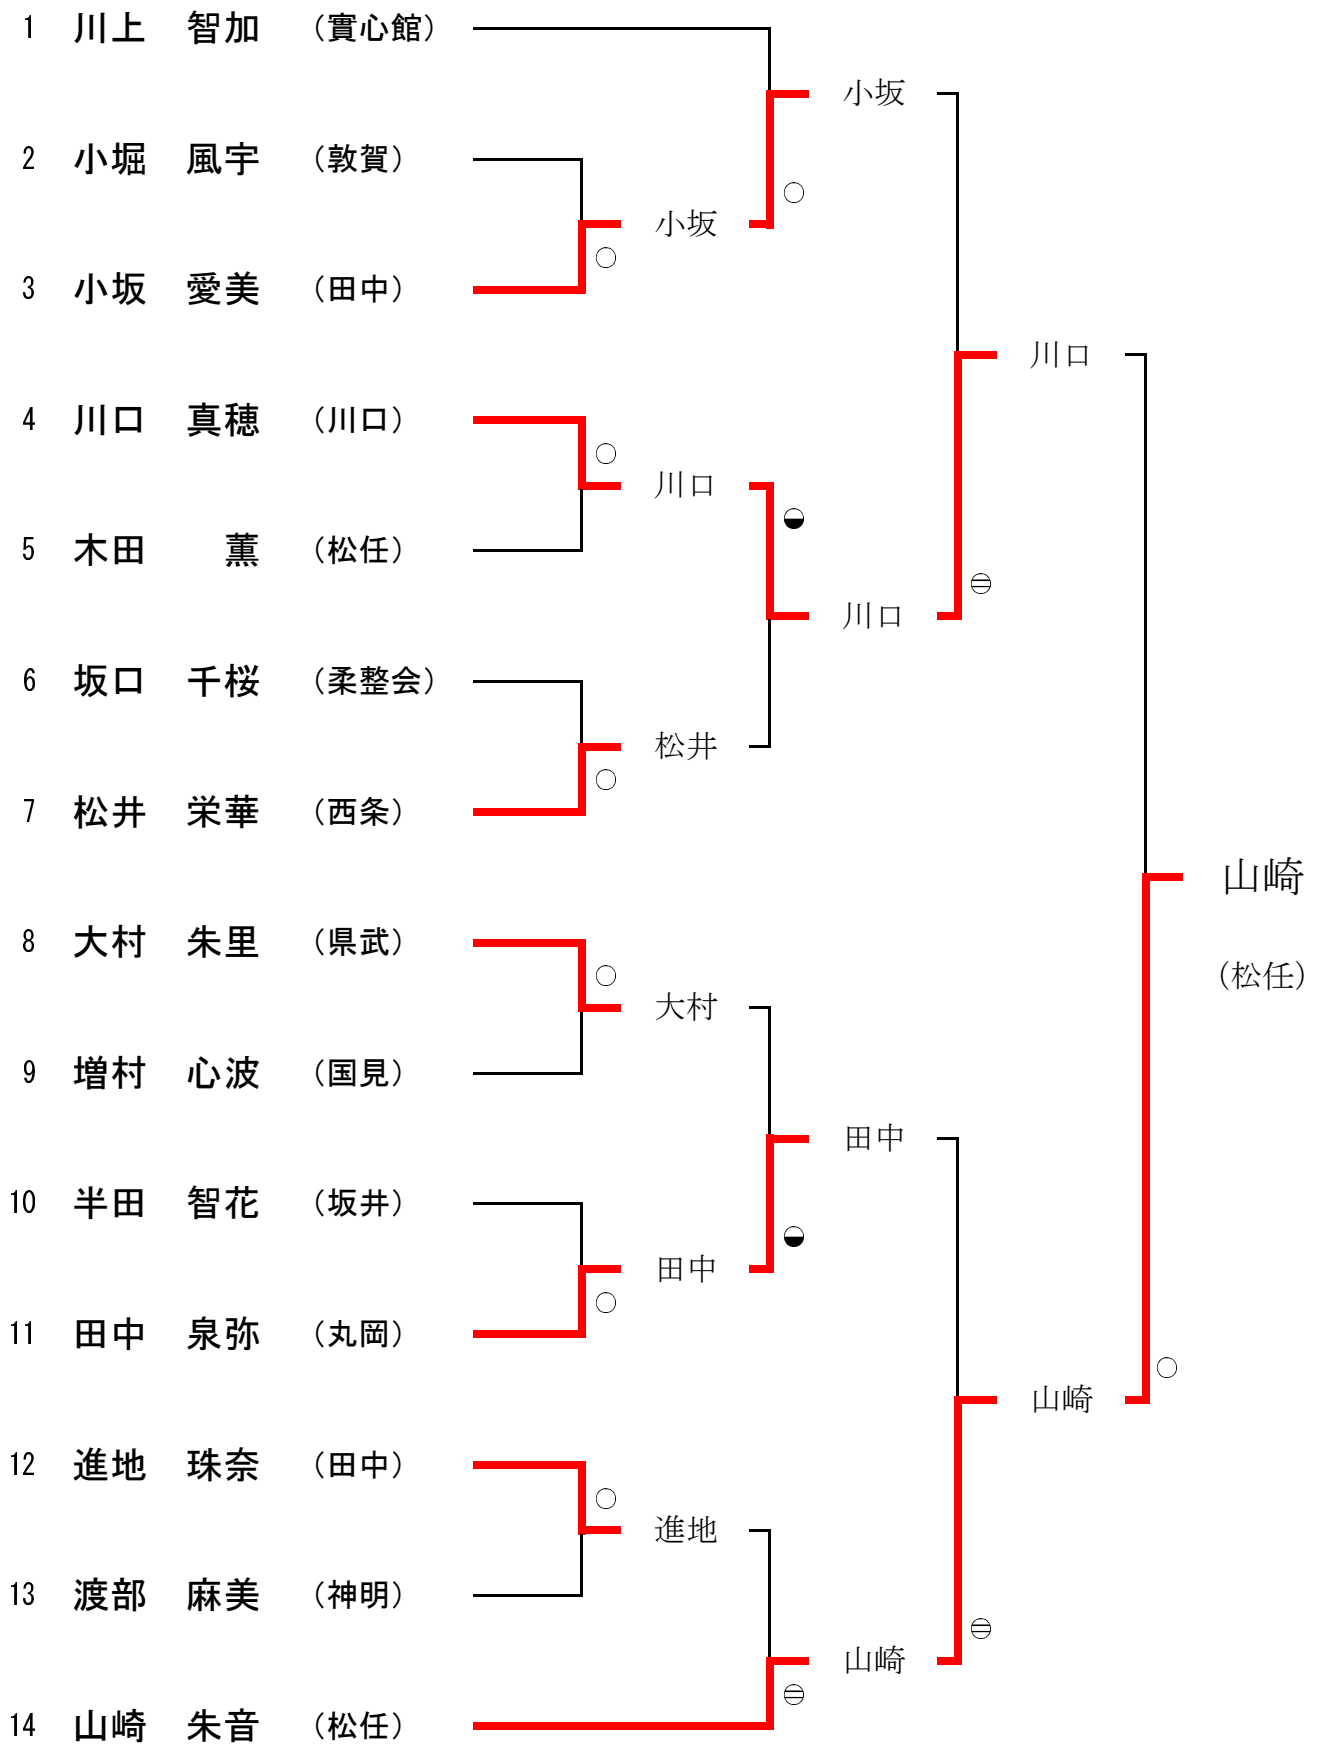 1 川上 智加 （實心館）
小坂
2 小堀 風宇 （敦賀）
○
小坂
○
3 小坂 愛美 （田中）
川口
4 川口 真穂 （川口）
○
川口
◒
5 木田 薫 （松任）
⊜
川口
6 坂口 千桜 （柔整会）
松井
○
7 松井 栄華 （西条）
山崎
8 大村 朱里 （県武）
○
（松任）
大村
9 増村 心波 （国見）
田中
10 半田 智花 （坂井）
◒
田中
○
11 田中 泉弥 （丸岡）
○
山崎
12 進地 珠奈 （田中）
○
進地
13 渡部 麻美 （神明）
⊜
山崎
⊜
14 山崎 朱音 （松任）